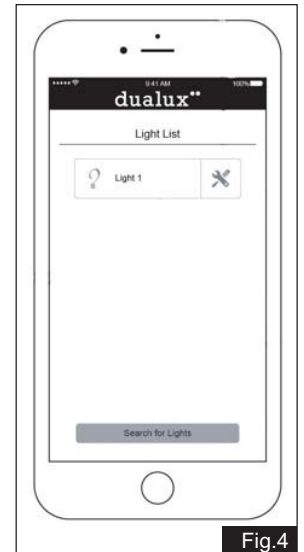 9:41 AM 100%
dualux
Light List
Light 1
Search for Lights
Fig.4